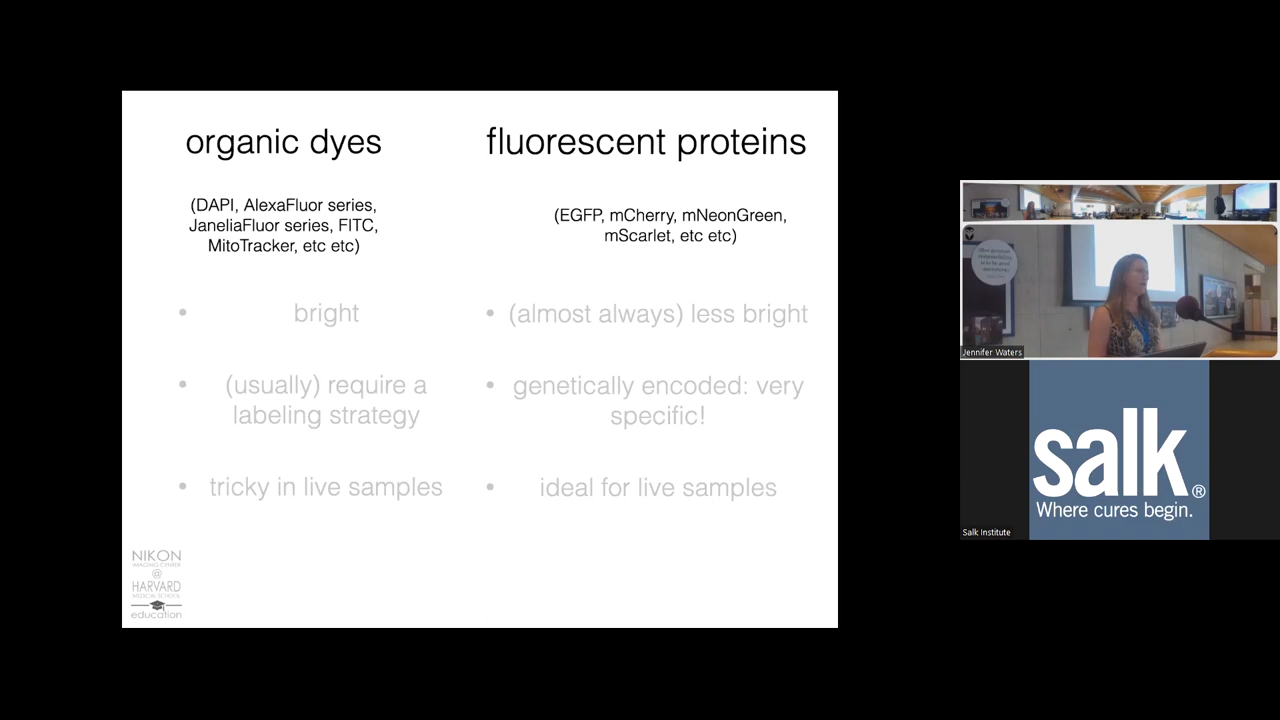 organic dyes
(DAPI, AlexaFluor series,
JaneliaFluor series, FITC,
MitoTracker, etc etc)
• bright
• (usually) require a
labeling strategy
• tricky in live samples
fluorescent proteins
(EGFP, mCherry, mNeonGreen,
mScarlet, etc etc)
• (almost always) less bright
• genetically encoded: very
specific!
• ideal for live samples
NIKON
IMAGING CENTER
@
HARVARD
MEDICAL SCHOOL
education
Jennifer Waters
salk®
Where cures begin.
Salk Institute